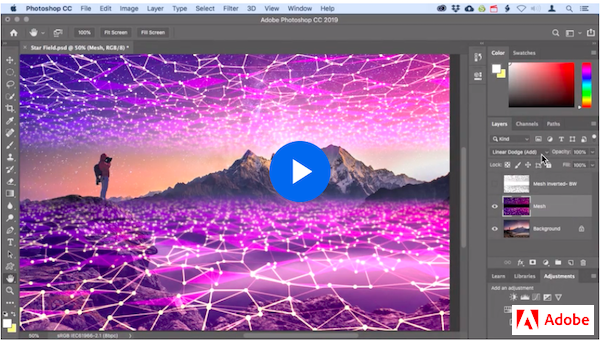 Photoshop CC File Edit Image Layer Type Select Filter 3D View Window Help
Adobe Photoshop CC 2019
100% Fit Screen Fill Screen
Star Field.psd @ 50% (Mesh, RGB/8) *
Color Swatches
Layers Channels Paths
Kind
Linear Dodge (Add) Opacity: 100%
Lock: Fill: 100%
Mesh inverted- BW
Mesh
Background
Learn Libraries Adjustments
Add an adjustment
50% sRGB IEC61966-2.1 (8bpc)
Adobe